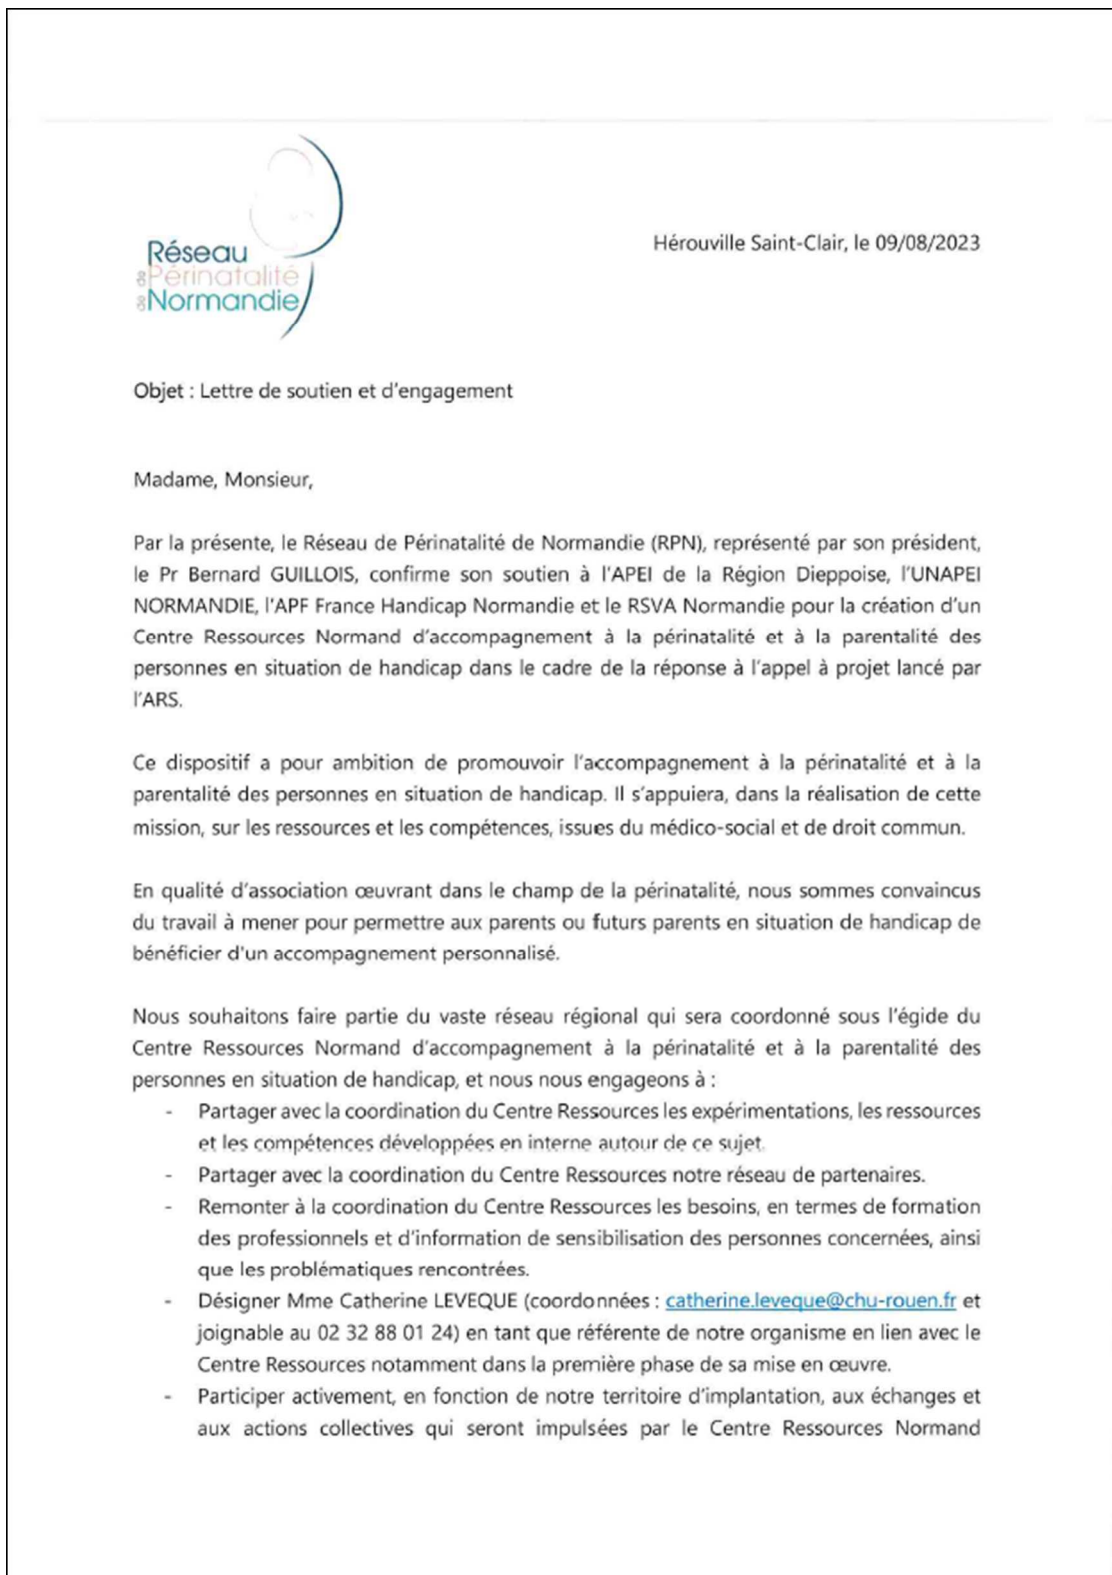 Réseau
de Périnatalité
de Normandie
Hérouville Saint-Clair, le 09/08/2023
Objet : Lettre de soutien et d'engagement
Madame, Monsieur,
Par la présente, le Réseau de Périnatalité de Normandie (RPN), représenté par son président,
le Pr Bernard GUILLOIS, confirme son soutien à l'APEI de la Région Dieppoise, l'UNAPEI
NORMANDIE, l'APF France Handicap Normandie et le RSVA Normandie pour la création d'un
Centre Ressources Normand d'accompagnement à la périnatalité et à la parentalité des
personnes en situation de handicap dans le cadre de la réponse à l'appel à projet lancé par
l'ARS.
Ce dispositif a pour ambition de promouvoir l'accompagnement à la périnatalité et à la
parentalité des personnes en situation de handicap. Il s'appuiera, dans la réalisation de cette
mission, sur les ressources et les compétences, issues du médico-social et de droit commun.
En qualité d'association œuvrant dans le champ de la périnatalité, nous sommes convaincus
du travail à mener pour permettre aux parents ou futurs parents en situation de handicap de
bénéficier d'un accompagnement personnalisé.
Nous souhaitons faire partie du vaste réseau régional qui sera coordonné sous l'égide du
Centre Ressources Normand d'accompagnement à la périnatalité et à la parentalité des
personnes en situation de handicap, et nous nous engageons à :
- Partager avec la coordination du Centre Ressources les expérimentations, les ressources
et les compétences développées en interne autour de ce sujet.
- Partager avec la coordination du Centre Ressources notre réseau de partenaires.
- Remonter à la coordination du Centre Ressources les besoins, en termes de formation
des professionnels et d'information de sensibilisation des personnes concernées, ainsi
que les problématiques rencontrées.
- Désigner Mme Catherine LEVEQUE (coordonnées : catherine.leveque@chu-rouen.fr et
joignable au 02 32 88 01 24) en tant que référente de notre organisme en lien avec le
Centre Ressources notamment dans la première phase de sa mise en œuvre.
- Participer activement, en fonction de notre territoire d'implantation, aux échanges et
aux actions collectives qui seront impulsées par le Centre Ressources Normand